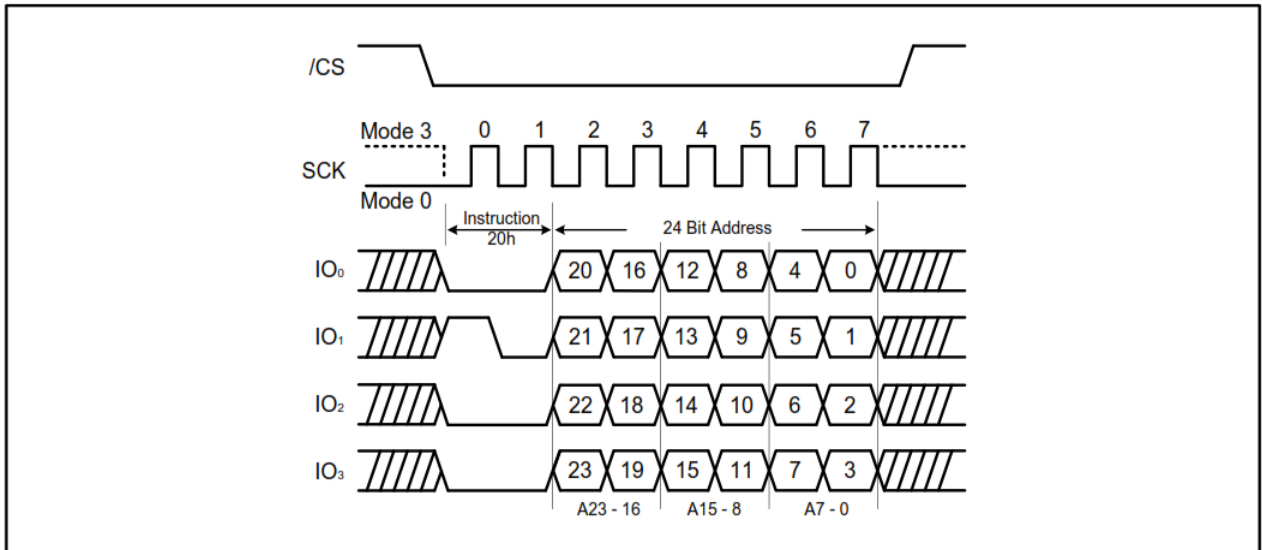 /CS
Mode 3 0 1 2 3 4 5 6 7
SCK
Mode 0
Instruction
20h
24 Bit Address
IO0 20 16 12 8 4 0
IO1 21 17 13 9 5 1
IO2 22 18 14 10 6 2
IO3 23 19 15 11 7 3
A23 - 16 A15 - 8 A7 - 0